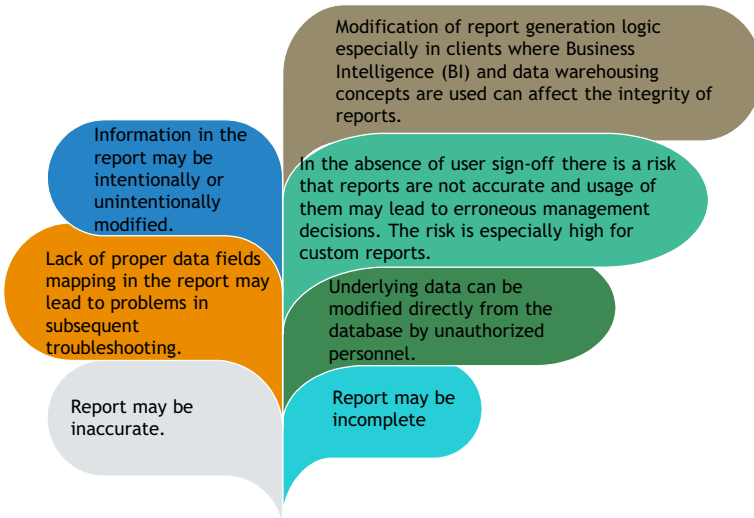 Modification of report generation logic
especially in clients where Business
Intelligence (BI) and data warehousing
concepts are used can affect the integrity of
reports.
Information in the
report may be
intentionally or
unintentionally
modified.
In the absence of user sign-off there is a risk
that reports are not accurate and usage of
them may lead to erroneous management
decisions. The risk is especially high for
custom reports.
Lack of proper data fields
mapping in the report may
lead to problems in
subsequent
troubleshooting.
Underlying data can be
modified directly from the
database by unauthorized
personnel.
Report may be
inaccurate.
Report may be
incomplete